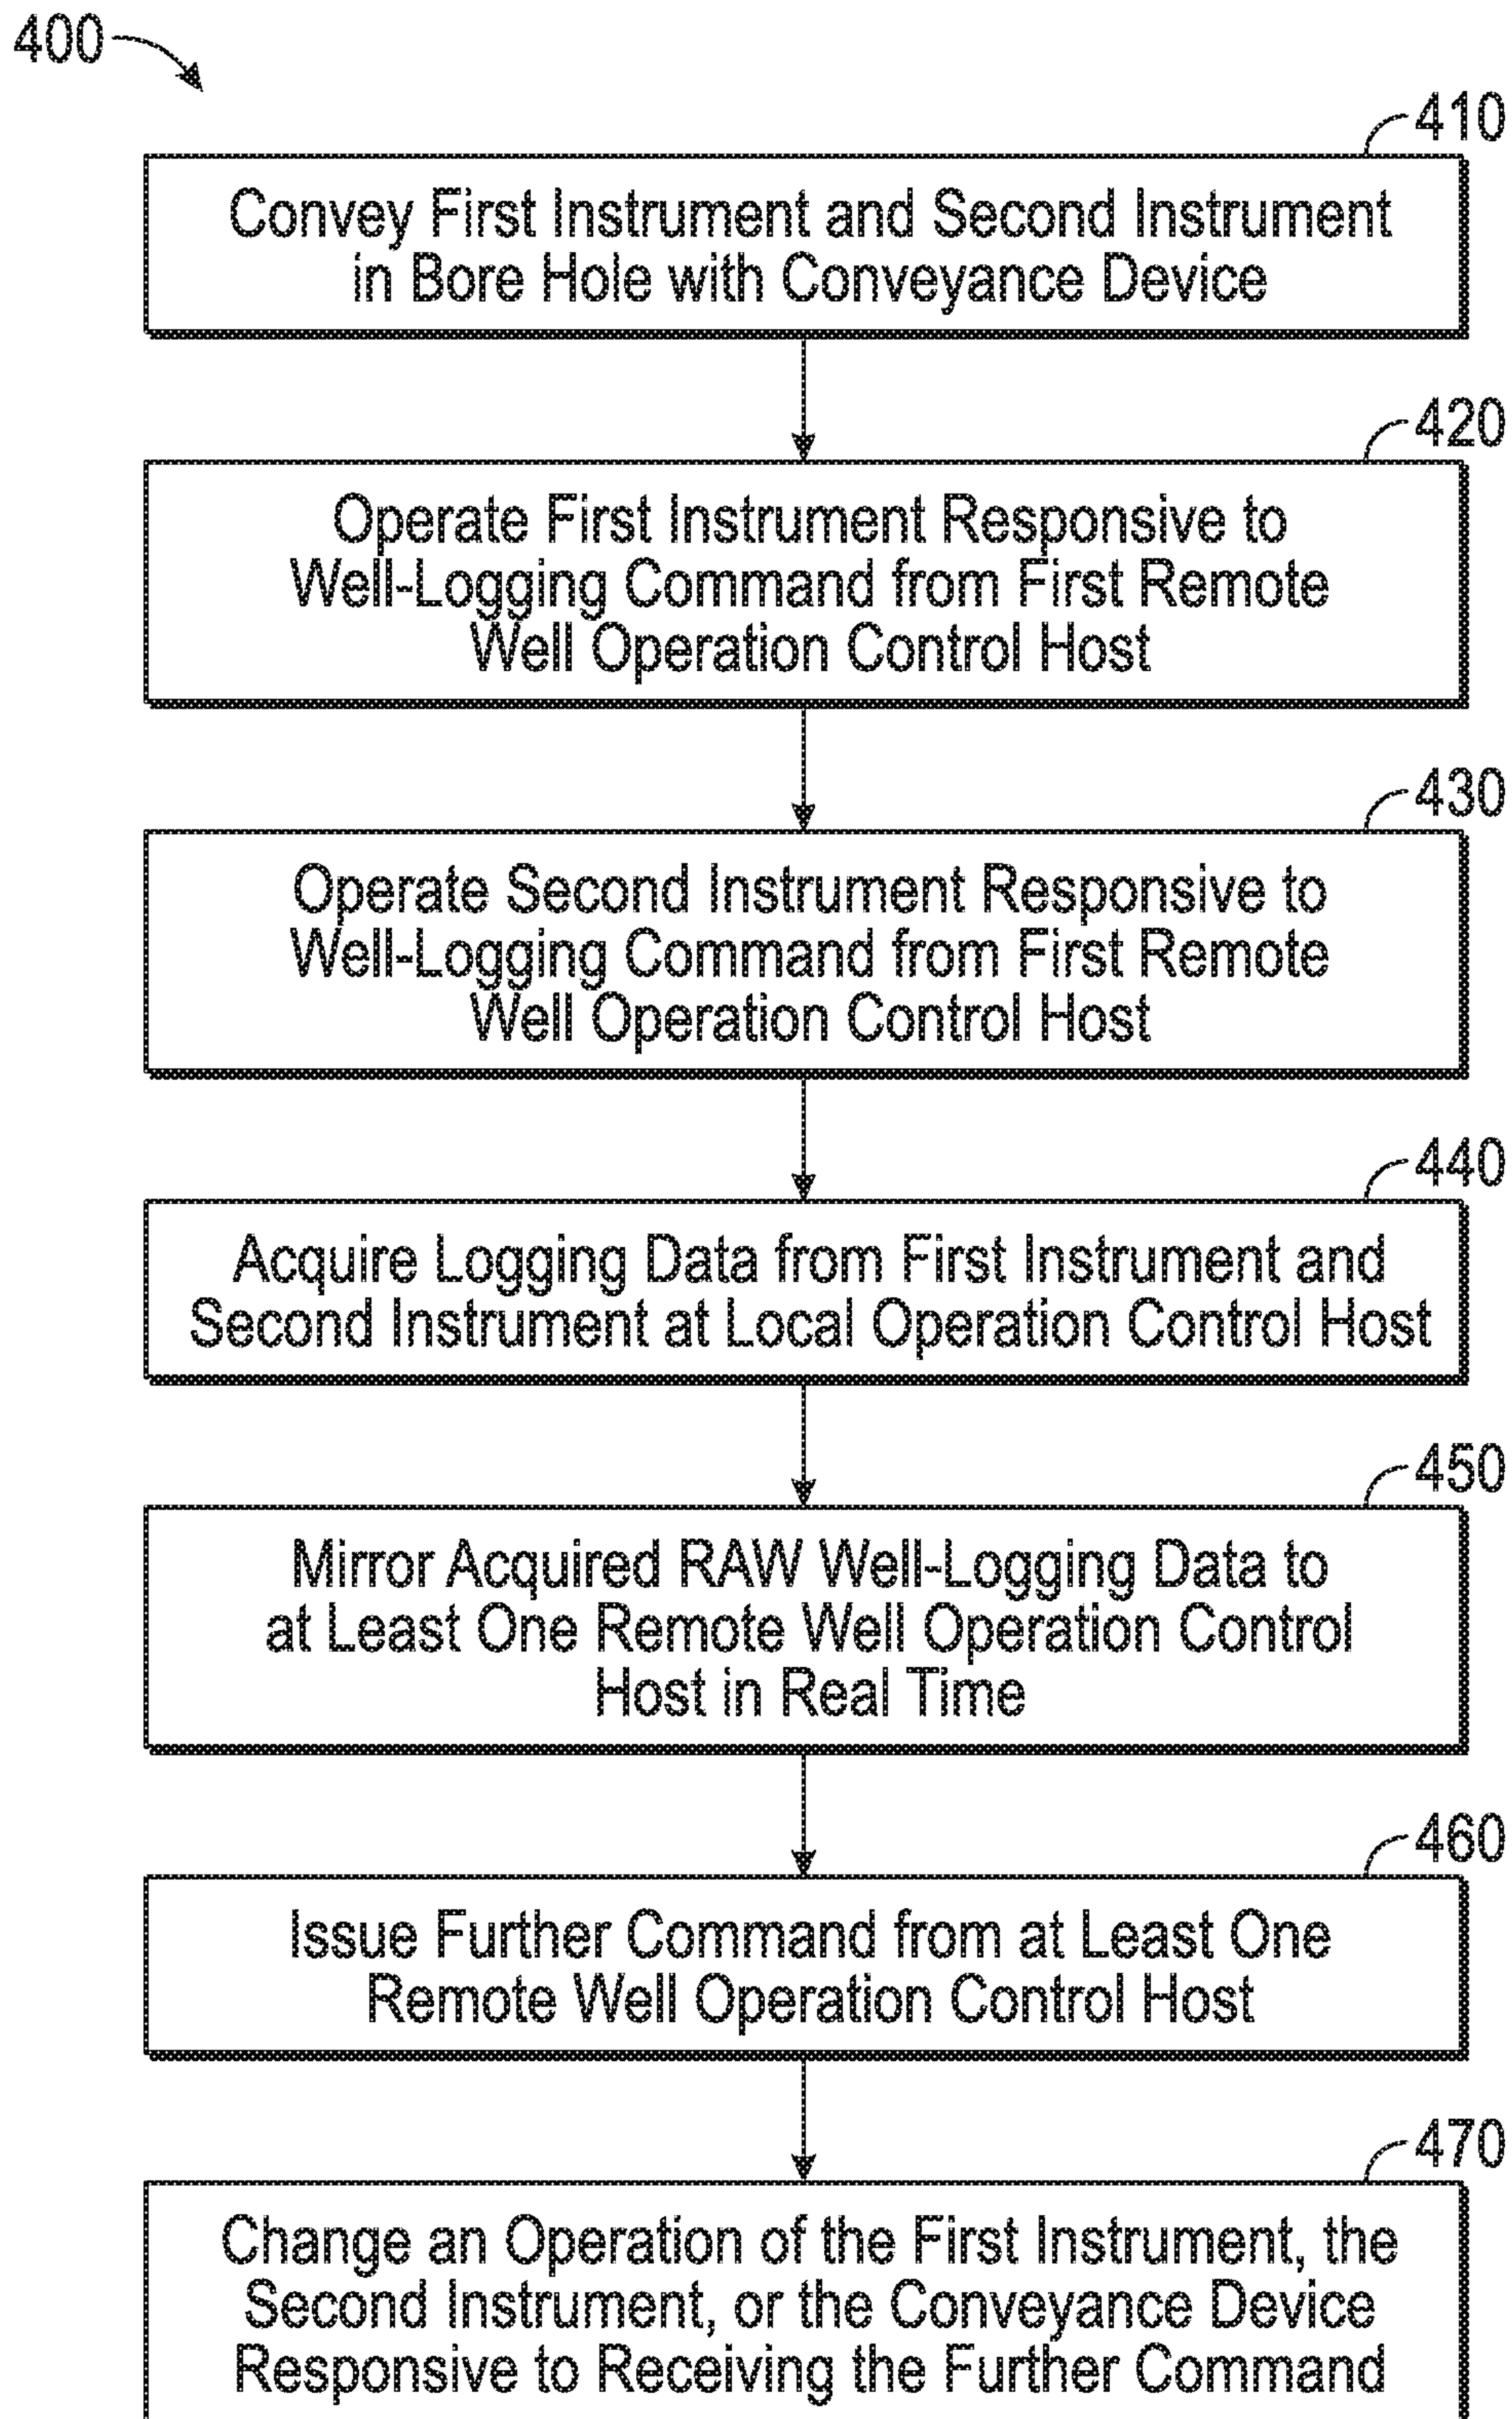 400
410
Convey First Instrument and Second Instrument
in Bore Hole with Conveyance Device
420
Operate First Instrument Responsive to
Well-Logging Command from First Remote
Well Operation Control Host
430
Operate Second Instrument Responsive to
Well-Logging Command from First Remote
Well Operation Control Host
440
Acquire Logging Data from First Instrument and
Second Instrument at Local Operation Control Host
450
Mirror Acquired RAW Well-Logging Data to
at Least One Remote Well Operation Control
Host in Real Time
460
Issue Further Command from at Least One
Remote Well Operation Control Host
470
Change an Operation of the First Instrument, the
Second Instrument, or the Conveyance Device
Responsive to Receiving the Further Command